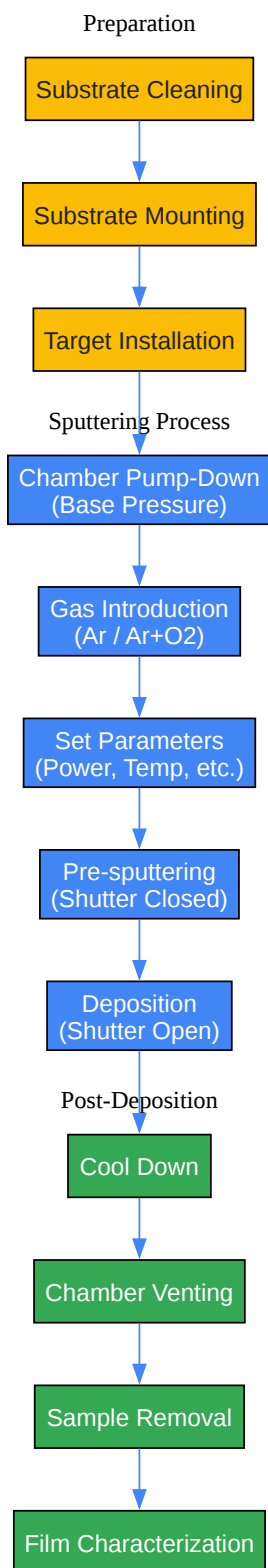 Preparation
Substrate Cleaning
Substrate Mounting
Target Installation
Sputtering Process
Chamber Pump-Down
(Base Pressure)
Gas Introduction
(Ar / Ar+O2)
Set Parameters
(Power, Temp, etc.)
Pre-sputtering
(Shutter Closed)
Deposition
(Shutter Open)
Post-Deposition
Cool Down
Chamber Venting
Sample Removal
Film Characterization